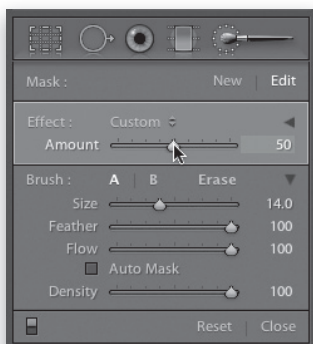 Mask : New | Edit
Effect : Custom
Amount 50
Brush : A | B Erase
Size 14.0
Feather 100
Flow 100
Auto Mask
Density 100
Reset | Close